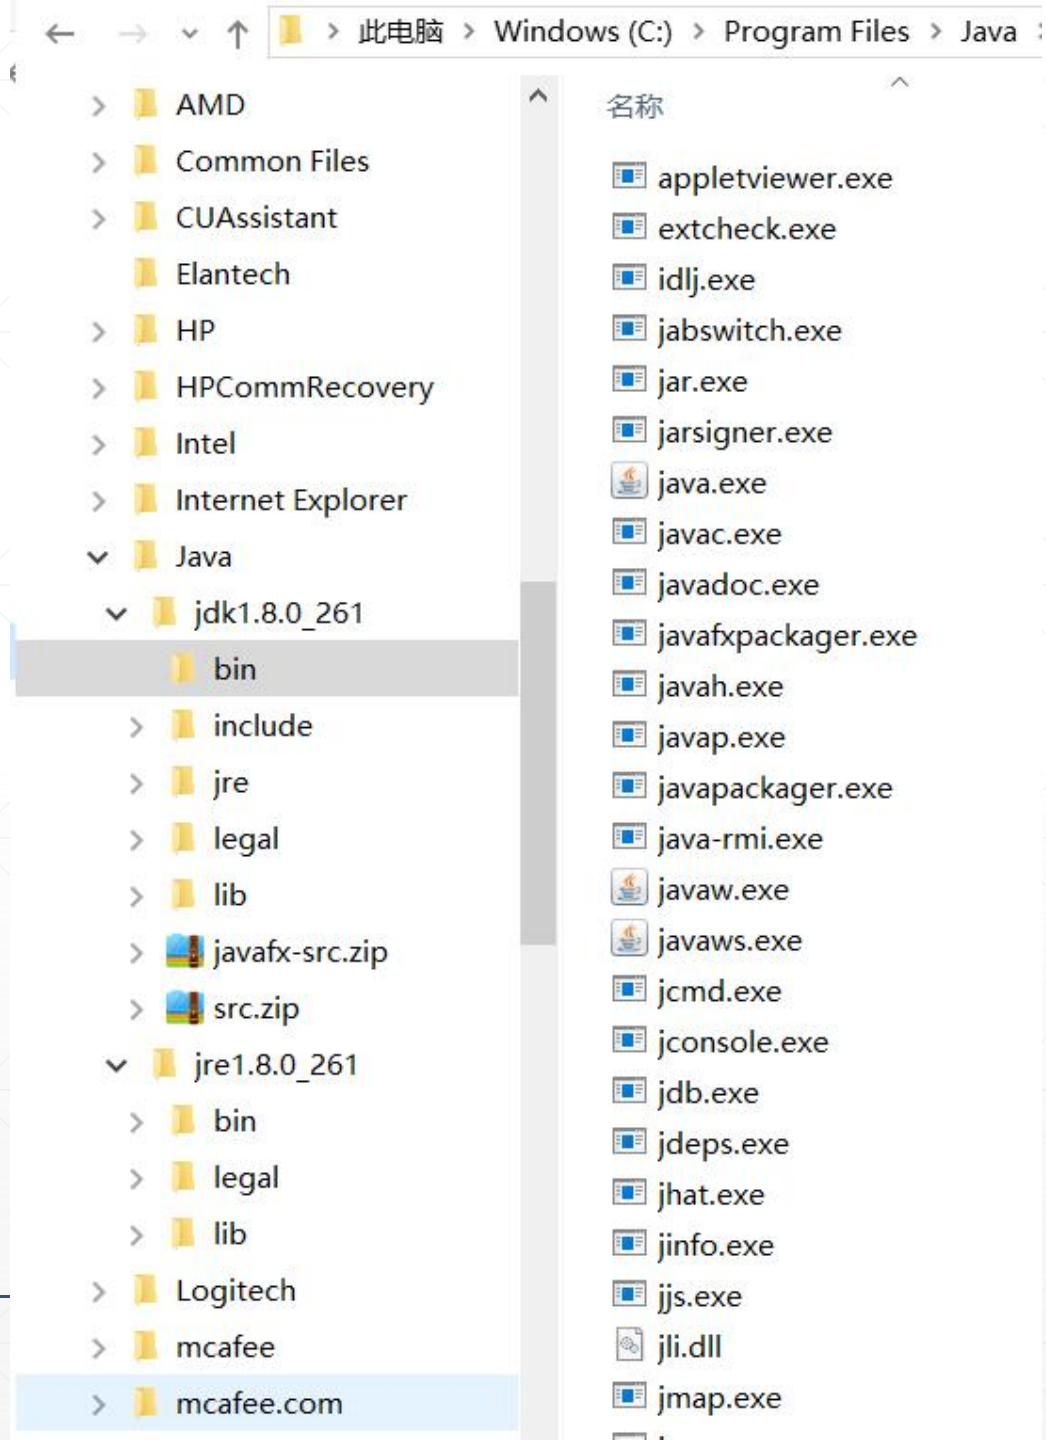 此电脑 > Windows (C:) > Program Files > Java
AMD
Common Files
CUAssistant
Elantech
HP
HPCommRecovery
Intel
Internet Explorer
Java
jdk1.8.0_261
bin
include
jre
legal
lib
javafx-src.zip
src.zip
jre1.8.0_261
bin
legal
lib
Logitech
mcafee
mcafee.com
名称
appletviewer.exe
extcheck.exe
idlj.exe
jabswitch.exe
jar.exe
jarsigner.exe
java.exe
javac.exe
javadoc.exe
javafxpackager.exe
javah.exe
javap.exe
javapackager.exe
java-rmi.exe
javaw.exe
javaws.exe
jcmd.exe
jconsole.exe
jdb.exe
jdeps.exe
jhat.exe
jinfo.exe
jjs.exe
jli.dll
jmap.exe